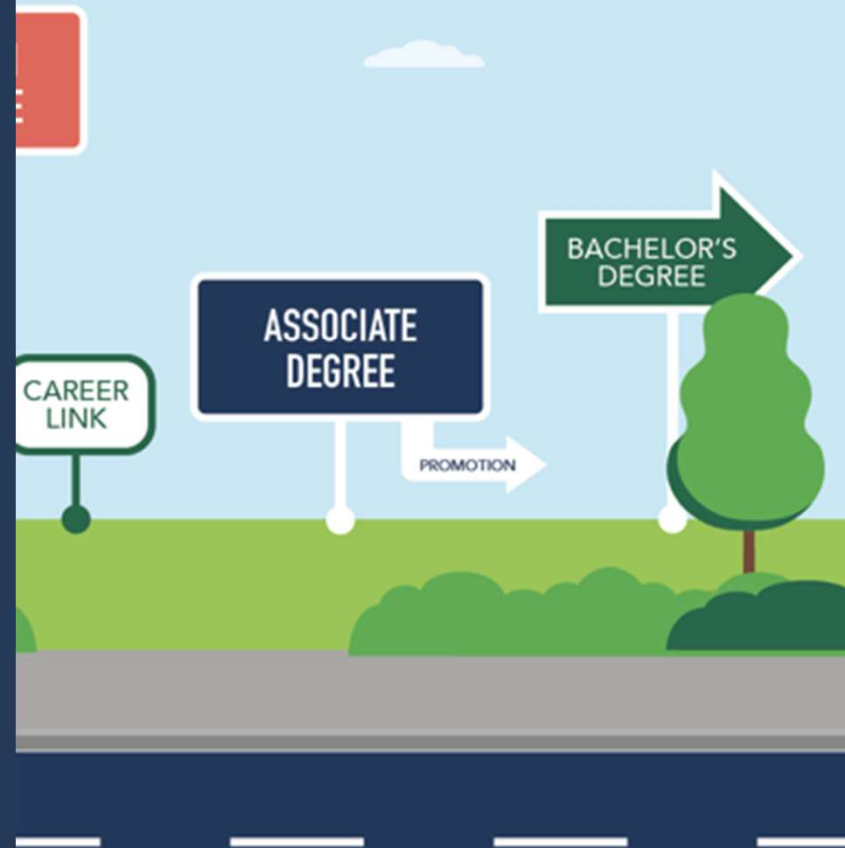 CAREER
LINK
ASSOCIATE
DEGREE
PROMOTION
BACHELOR'S
DEGREE